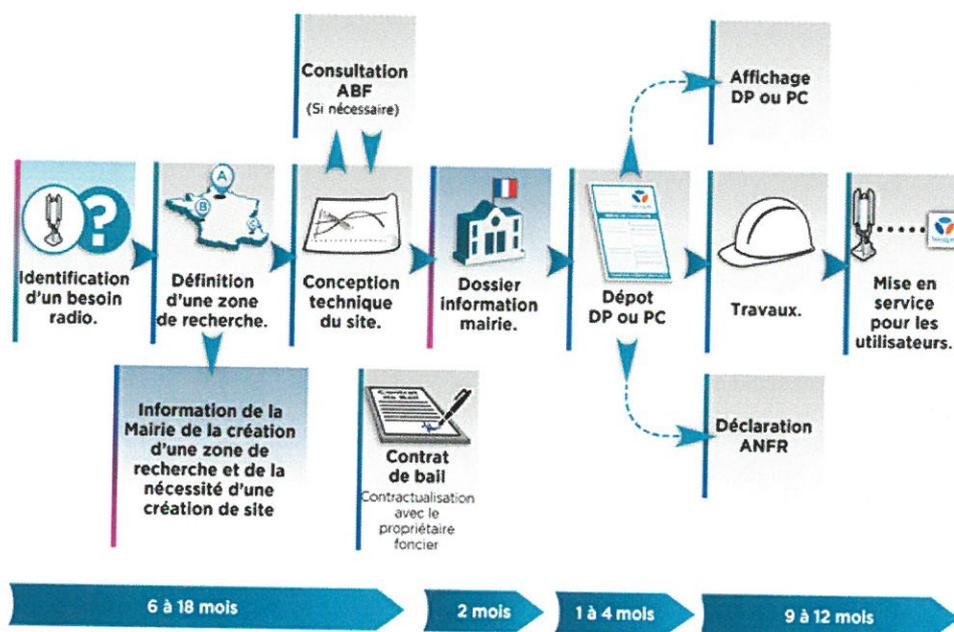 Consultation
ABF
(Si nécessaire)
Affichage
DP ou PC
A
B
Identification
d'un besoin
radio.
Définition
d'une zone
de recherche.
Conception
technique
du site.
Dossier
information
mairie.
Dépot
DP ou PC
Travaux.
Mise en
service
pour les
utilisateurs.
Information de la
Mairie de la création
d'une zone de
recherche et de la
nécessité d'une
création de site
Contrat
de Bail
Contrat
de bail
Contractualisation
avec le
propriétaire
foncier
Déclaration
ANFR
6 à 18 mois
2 mois
1 à 4 mois
9 à 12 mois